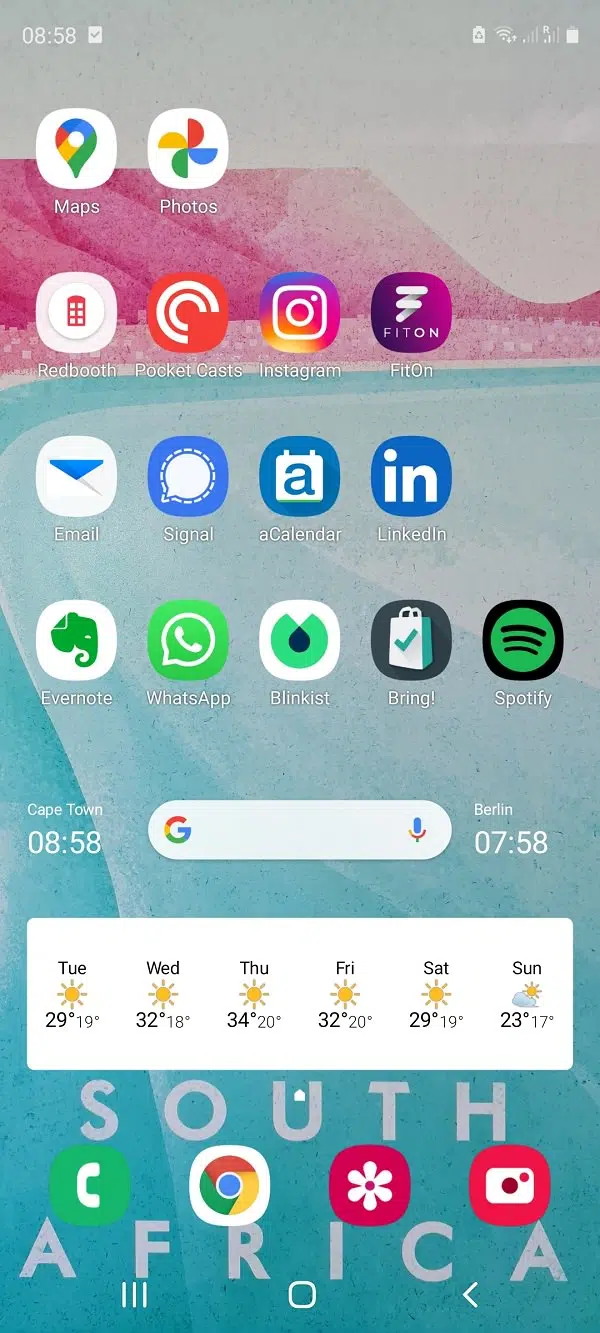 08:58
R
Maps Photos
FITON
Redbooth Pocket Casts Instagram FitOn
a in
Email Signal aCalendar LinkedIn
Evernote WhatsApp Blinkist Bring! Spotify
Cape Town Berlin
08:58 G 07:58
Tue Wed Thu Fri Sat Sun
29°19° 32°18° 34°20° 32°20° 29°19° 23°17°
SOUTH
AFRICA